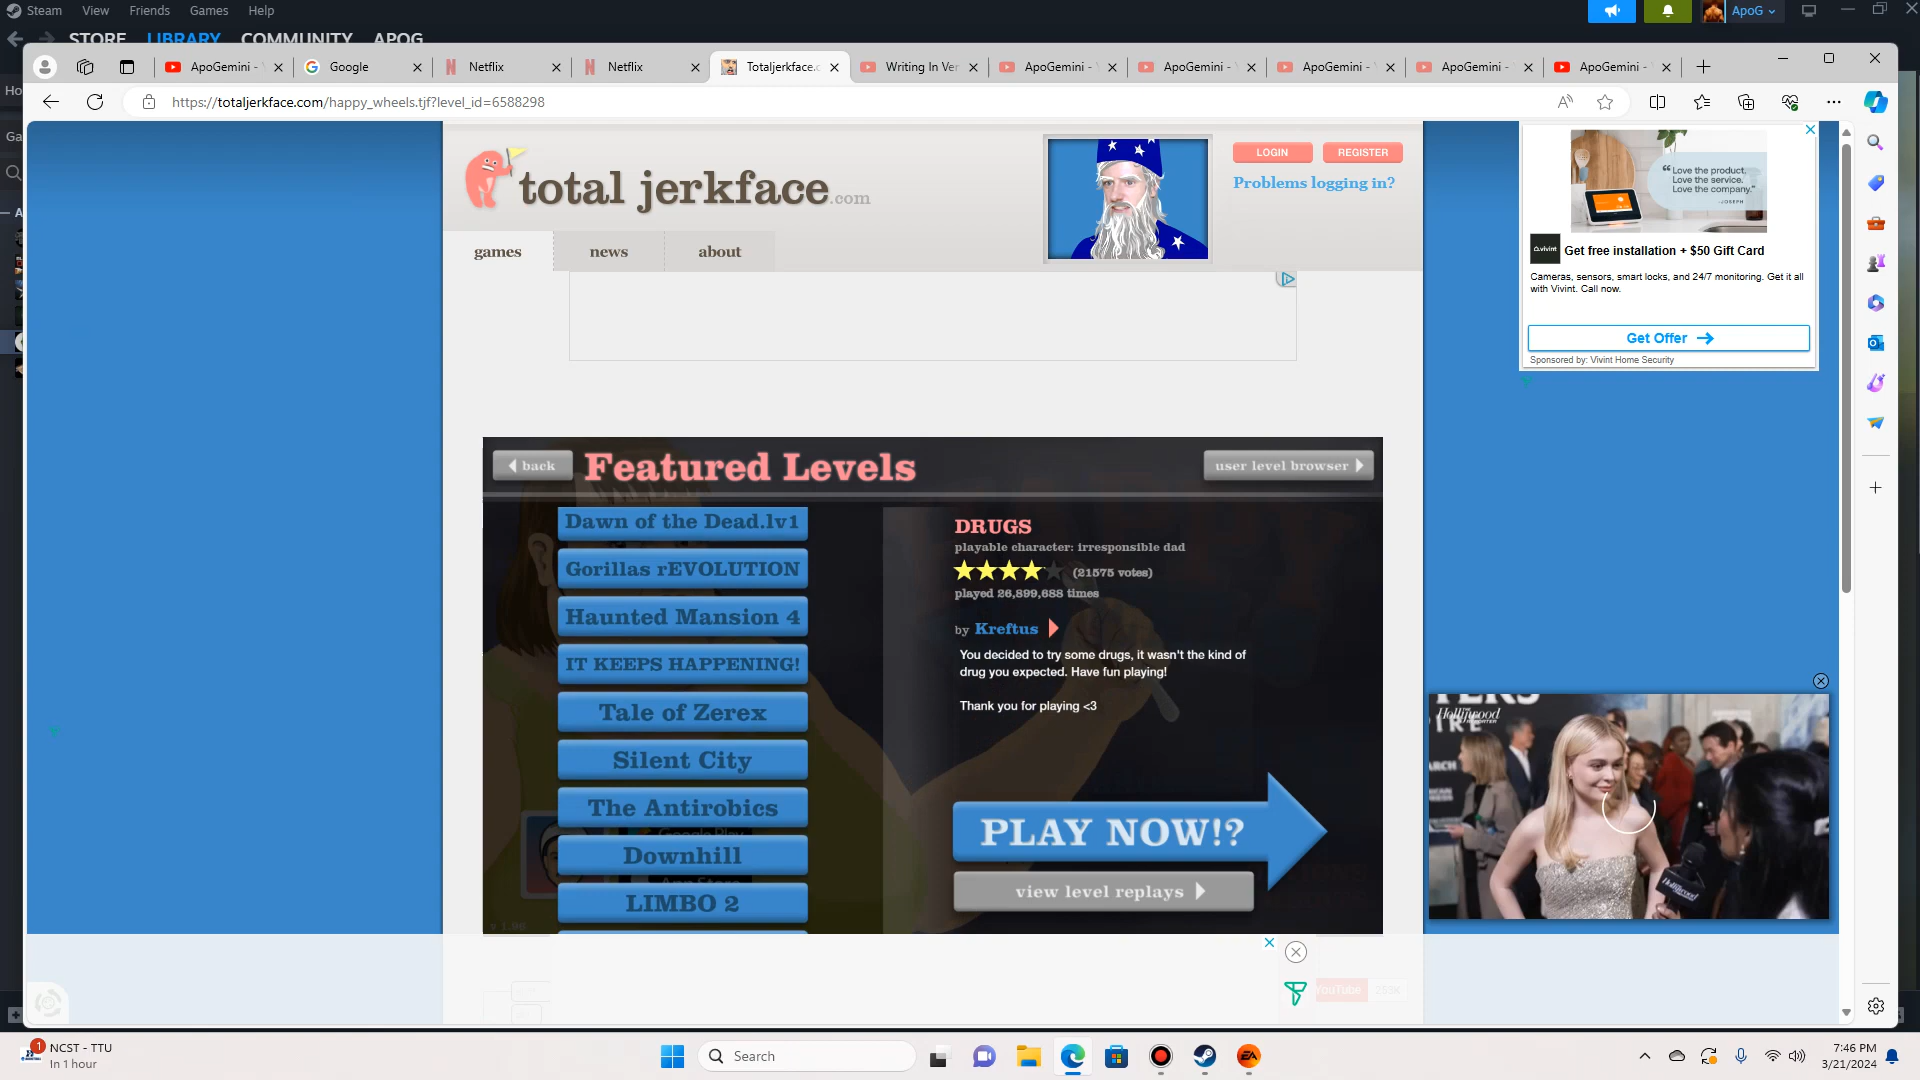 Steam View Friends Games Help
ApoG
STORE LIBRARY COMMUNITY APOG
ApoGemini - Google Netflix Netflix Totaljerkface.c Writing In Ver ApoGemini - ApoGemini - ApoGemini - ApoGemini - ApoGemini -
https://totaljerkface.com/happy_wheels.tjf?level_id=6588298
total jerkface.com
LOGIN REGISTER
Problems logging in?
games news about
"Love the product.
Love the service.
Love the company."
-JOSEPH
vivint
Get free installation + $50 Gift Card
Cameras, sensors, smart locks, and 24/7 monitoring. Get it all
with Vivint. Call now.
Get Offer
Sponsored by: Vivint Home Security
back Featured Levels user level browser
Dawn of the Dead.lv1
Gorillas rEVOLUTION
Haunted Mansion 4
IT KEEPS HAPPENING!
Tale of Zerex
Silent City
The Antirobics
Downhill
LIMBO 2
v 1.96
DRUGS
playable character: irresponsible dad
(21575 votes)
played 26,899,688 times
by Kreftus
You decided to try some drugs, it wasn't the kind of
drug you expected. Have fun playing!
Thank you for playing <3
PLAY NOW!?
view level replays
Hollywood
REPORTER
YouTube
1
NCST - TTU
In 1 hour
Search
7:46 PM
3/21/2024